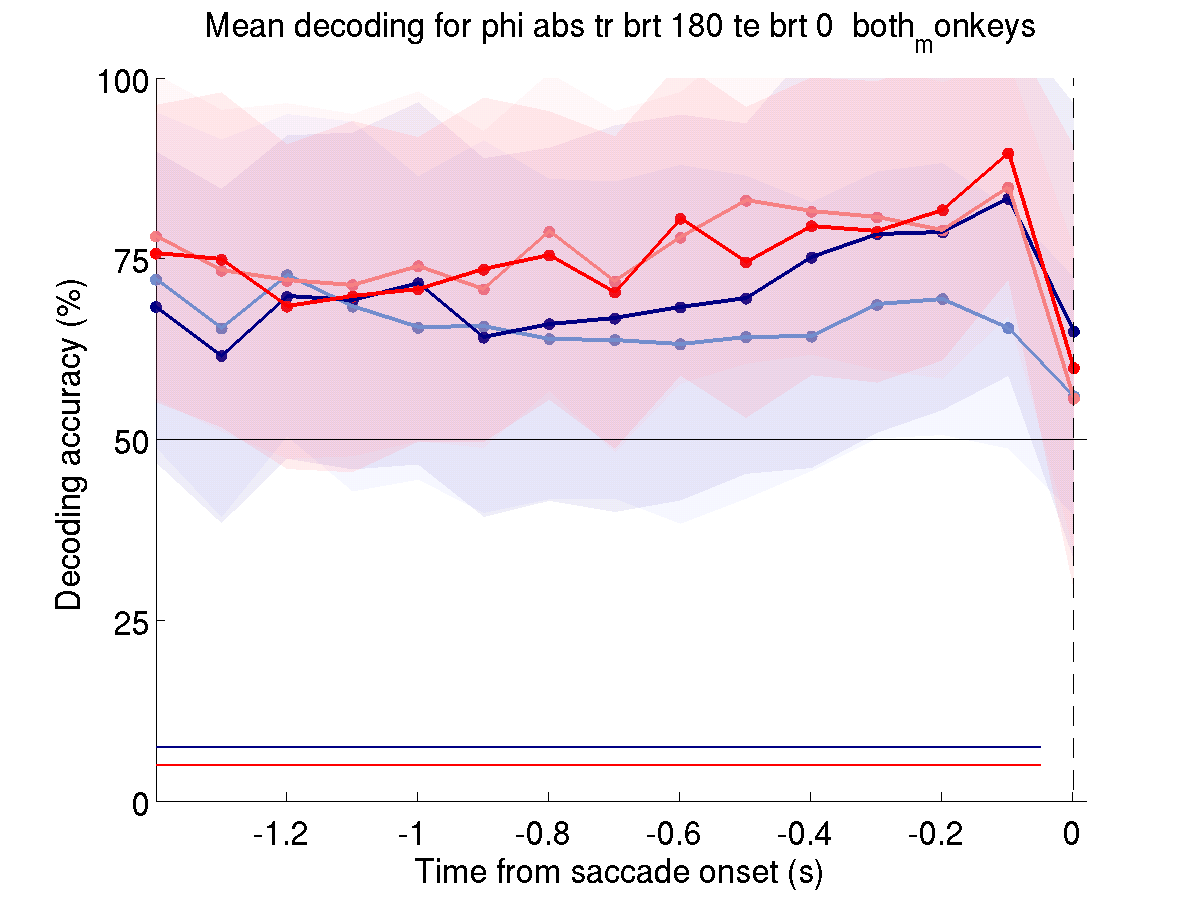 Mean decoding for phi abs tr brt 180 te brt 0 both_monkeys
100
75
50
25
0
Decoding accuracy (%)
-1.2 -1 -0.8 -0.6 -0.4 -0.2 0
Time from saccade onset (s)